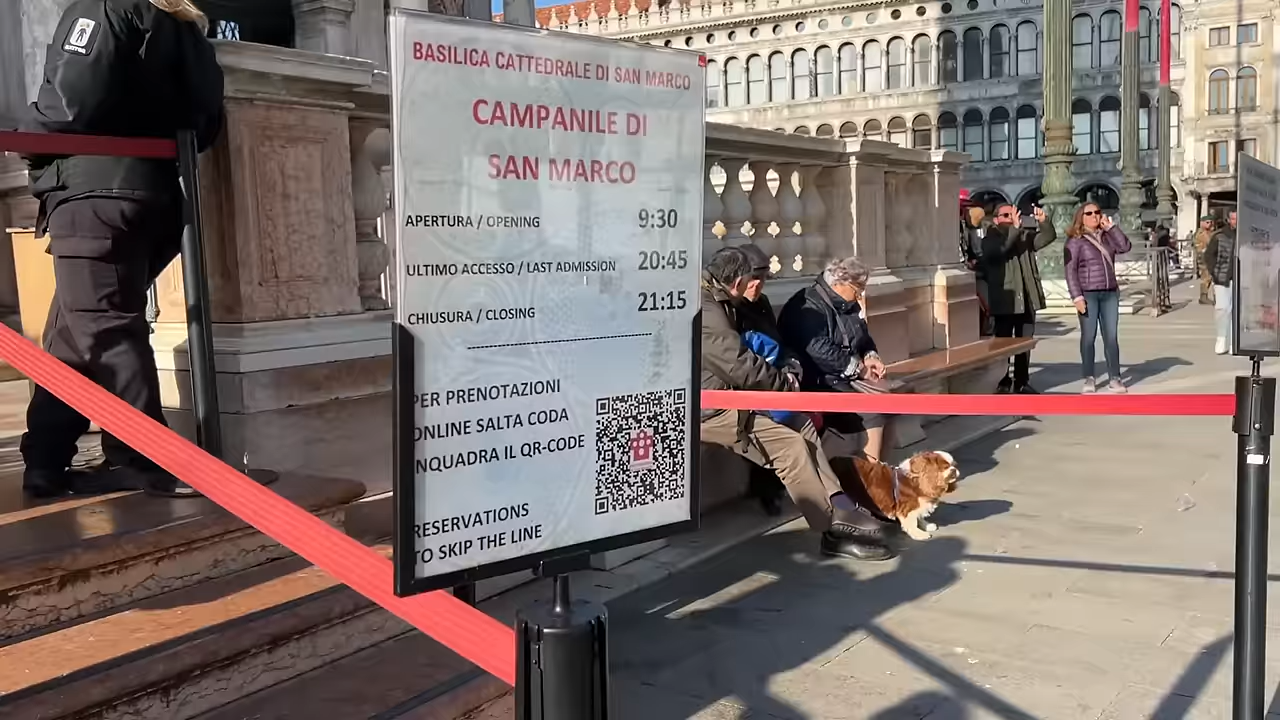 BASILICA CATTEDRALE DI SAN MARCO
CAMPANILE DI
SAN MARCO
APERTURA / OPENING 9:30
ULTIMO ACCESSO / LAST ADMISSION 20:45
CHIUSURA / CLOSING 21:15
PER PRENOTAZIONI
ONLINE SALTA CODA
NQUADRA IL QR-CODE
RESERVATIONS
TO SKIP THE LINE